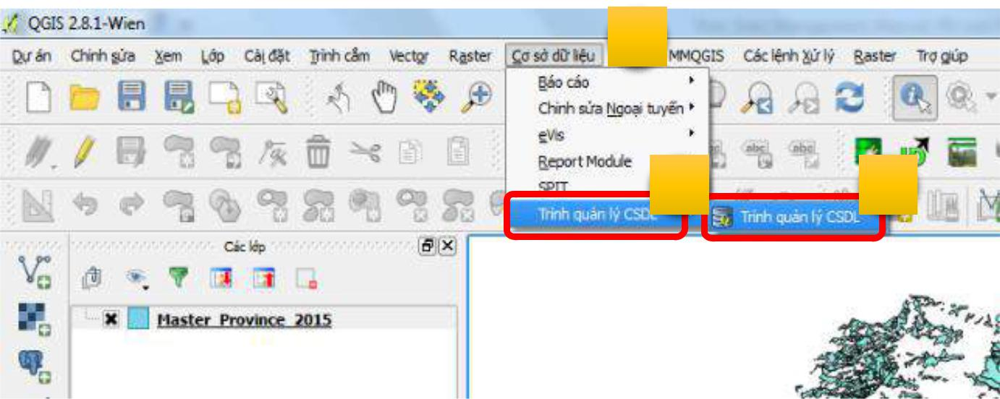 QGIS 2.8.1-Wien
Dự án Chỉnh sửa Xem Lớp Cài đặt Trình cắm Vector Raster Cơ sở dữ liệu MMQGIS Các lệnh Xử lý Raster Trợ giúp
Báo cáo
Chỉnh sửa Ngoại tuyến
eVis
Report Module
SPIT
Trình quản lý CSDL
Trình quản lý CSDL
abc
abc
Các lớp
Master_Province_2015